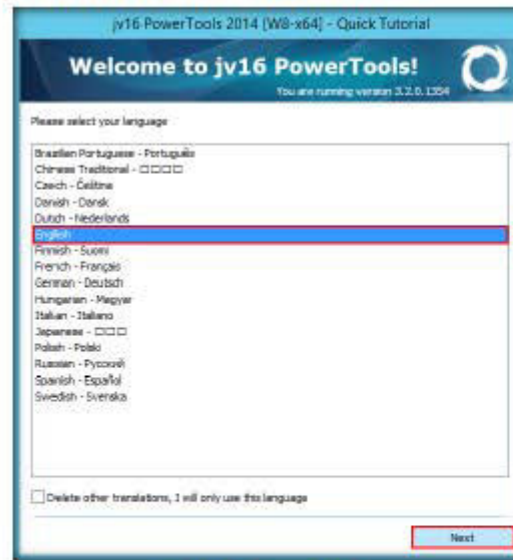 jv16 PowerTools 2014 [W8-x64] - Quick Tutorial
Welcome to jv16 PowerTools!
You are running version 3.2.0.1354
Please select your language
Brazilian Portuguese - Português
Chinese Traditional - □□□□
Czech - Čeština
Danish - Dansk
Dutch - Nederlands
English
Finnish - Suomi
French - Français
German - Deutsch
Hungarian - Magyar
Italian - Italiano
Japanese - □□□
Polish - Polski
Russian - Русский
Spanish - Español
Swedish - Svenska
Delete other translations, I will only use this language
Next